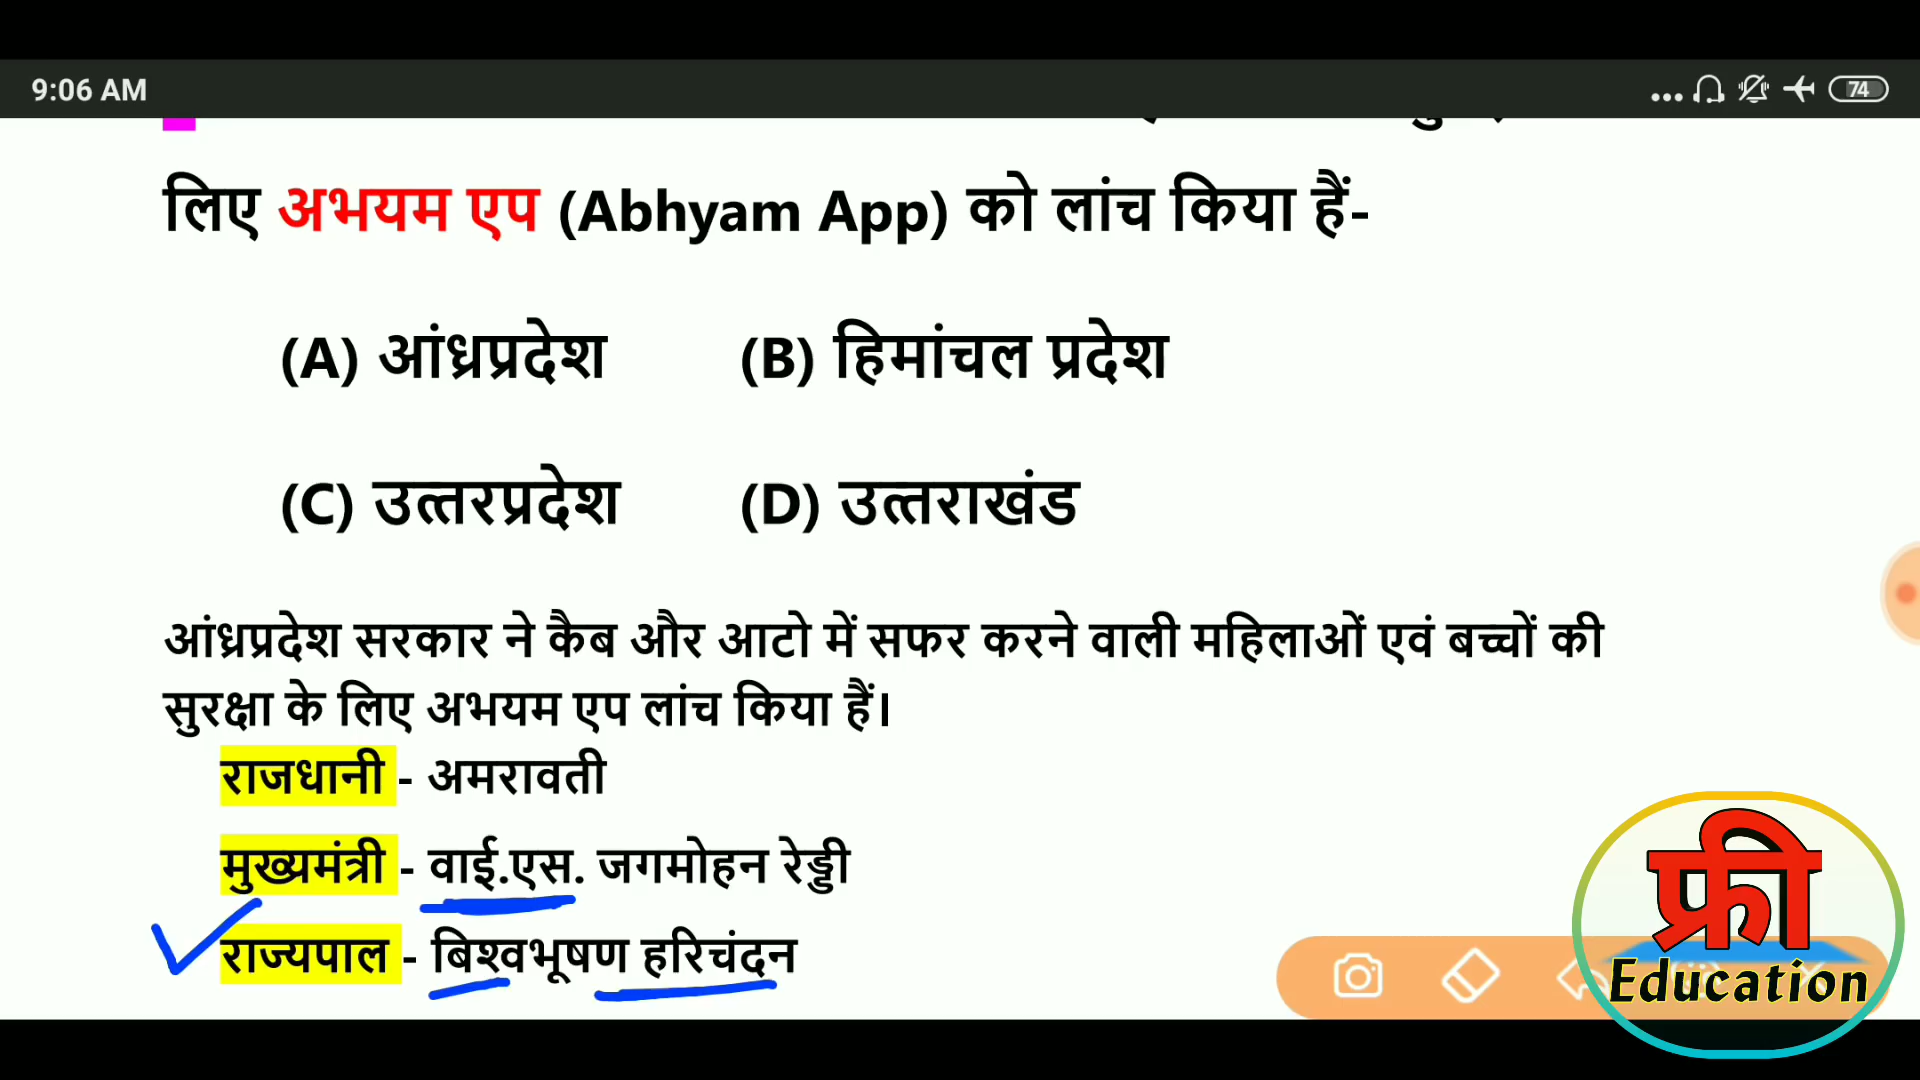 9:06 AM
74
लिए अभयम एप (Abhyam App) को लांच किया हैं-
(A) आंध्रप्रदेश (B) हिमांचल प्रदेश
(C) उत्तरप्रदेश (D) उत्तराखंड
आंध्रप्रदेश सरकार ने कैब और आटो में सफर करने वाली महिलाओं एवं बच्चों की
सुरक्षा के लिए अभयम एप लांच किया हैं।
राजधानी - अमरावती
मुख्यमंत्री - वाई.एस. जगमोहन रेड्डी
राज्यपाल - बिश्वभूषण हरिचंदन
फ्री
Education